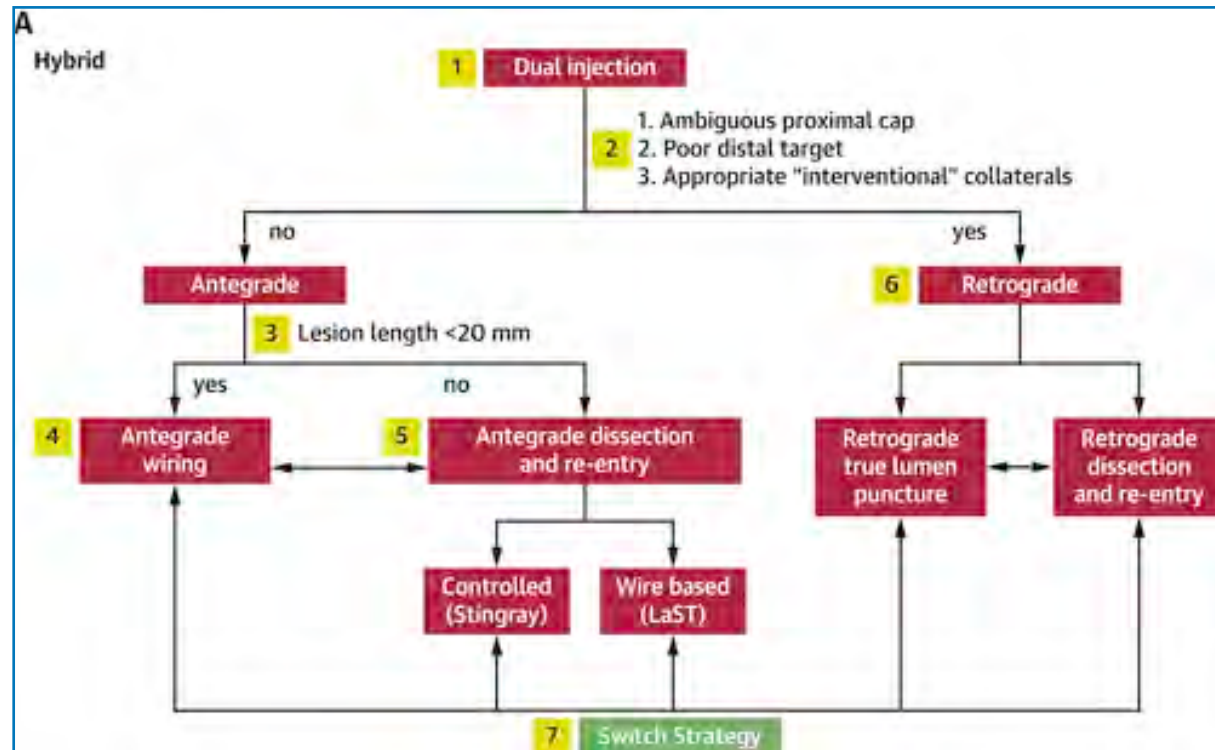 A
Hybrid
1 Dual injection
2
1. Ambiguous proximal cap
2. Poor distal target
3. Appropriate "interventional" collaterals
no
yes
Antegrade
6 Retrograde
3 Lesion length <20 mm
yes
no
4
Antegrade
wiring
5
Antegrade dissection
and re-entry
Retrograde
true lumen
puncture
Retrograde
dissection
and re-entry
Controlled
(Stingray)
Wire based
(LaST)
7 Switch Strategy